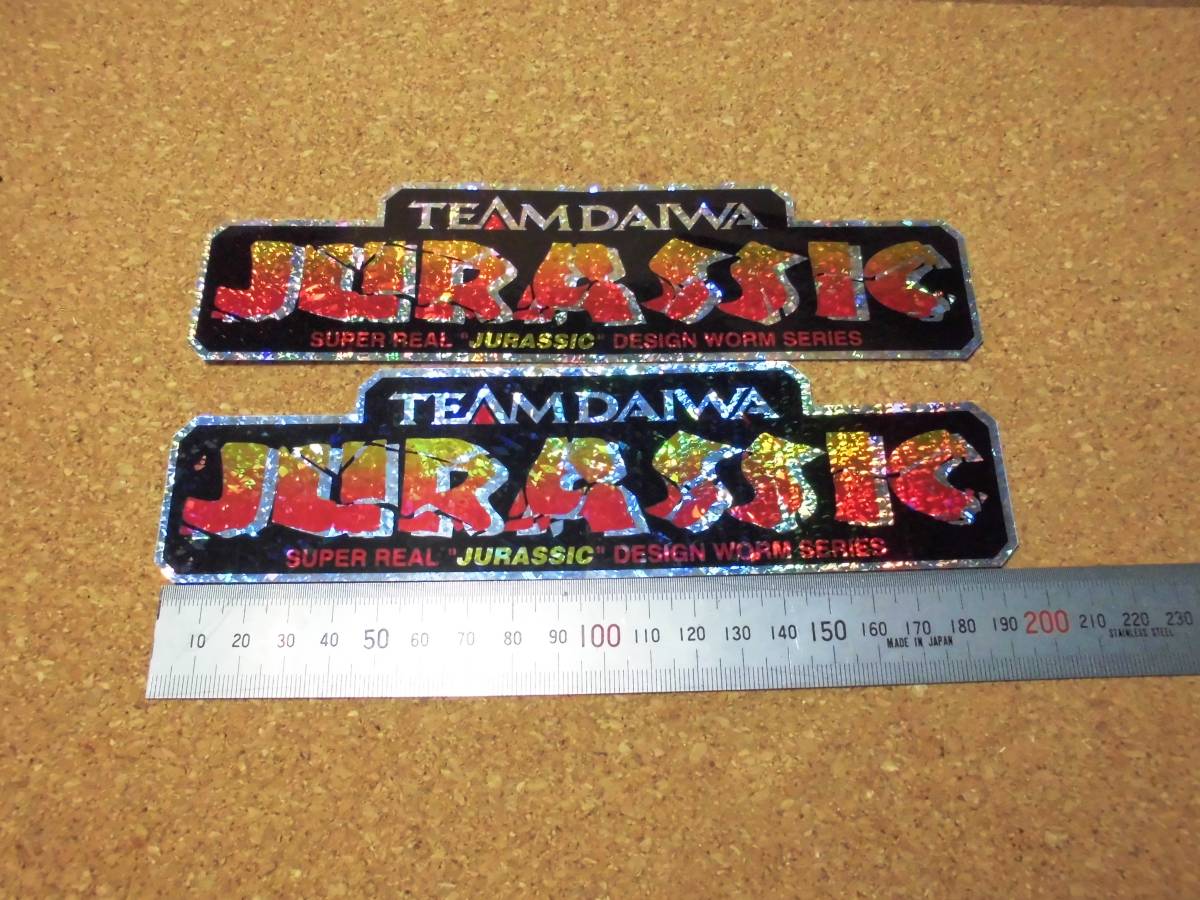 TEAM DAIWA
JURASSIC
SUPER REAL "JURASSIC" DESIGN WORM SERIES
TEAM DAIWA
JURASSIC
SUPER REAL "JURASSIC" DESIGN WORM SERIES
10 20 30 40 50 60 70 80 90 100 110 120 130 140 150 160 170 180 190 200 210 220 230
MADE IN JAPAN STAINLESS STEEL